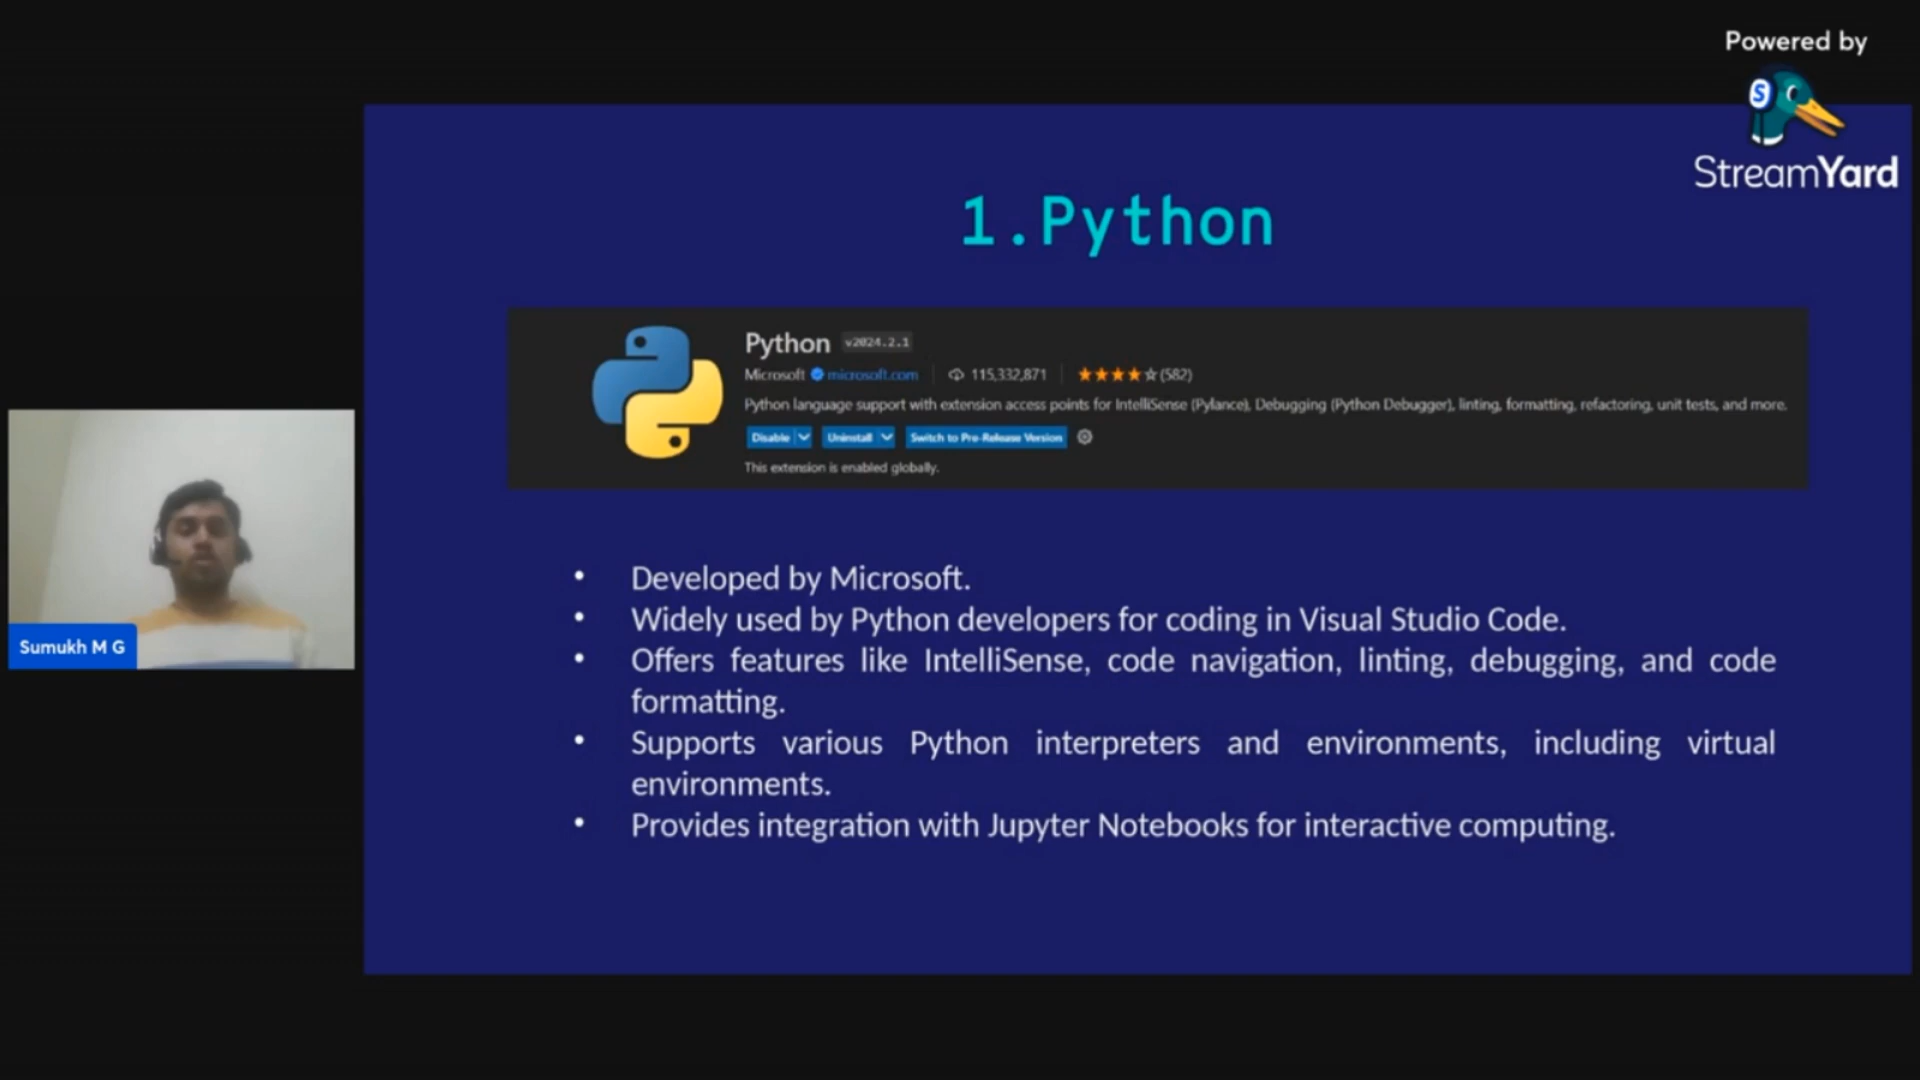 Powered by
StreamYard
1.Python
Python v2024.2.1
Microsoft microsoft.com 115,332,871 (582)
Python language support with extension access points for IntelliSense (Pylance), Debugging (Python Debugger), linting, formatting, refactoring, unit tests, and more.
Disable Uninstall Switch to Pre-Release Version
This extension is enabled globally.
• Developed by Microsoft.
• Widely used by Python developers for coding in Visual Studio Code.
• Offers features like IntelliSense, code navigation, linting, debugging, and code
formatting.
• Supports various Python interpreters and environments, including virtual
environments.
• Provides integration with Jupyter Notebooks for interactive computing.
Sumukh M G